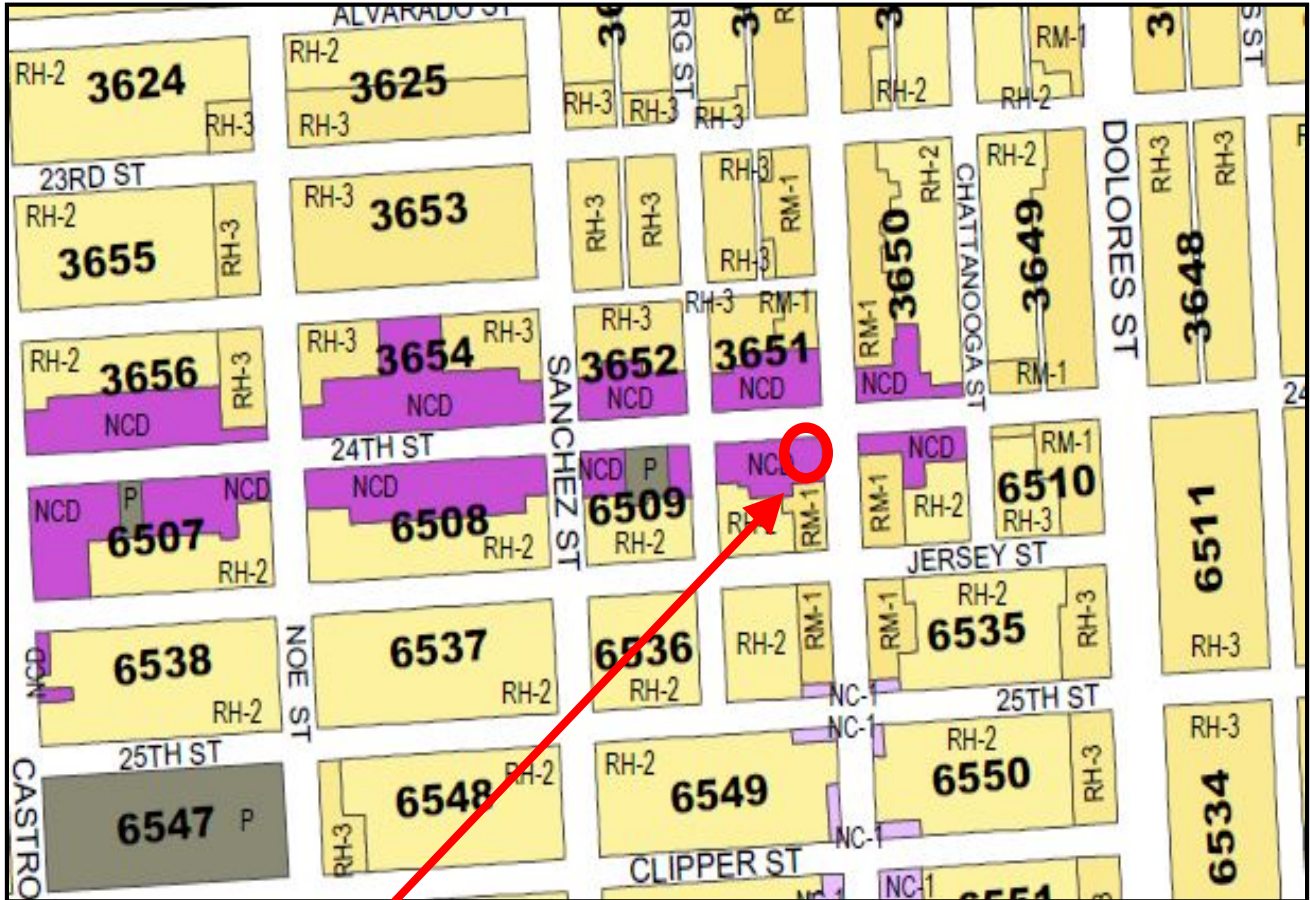 ALVARADO ST
RH-2
3624
RH-3
RH-2
3625
RH-3
RH-3
RH-3
RH-3
RH-2
RM-1
RH-2
23RD ST
RH-2
3655
RH-3
RH-3
3653
RH-3
RH-3
RH-3
RH-3
RM-1
3650
RH-2
RM-1
CHATTANOOGA ST
RH-2
3649
RM-1
DOLORES ST
RH-3
3648
RH-3
RH-2
3656
RH-3
NCD
RH-3
3654
RH-3
NCD
SANCHEZ ST
RH-3
3652
NCD
RH-3
RM-1
3651
NCD
NCD
24TH ST
NCD
P
NCD
6507
RH-2
NCD
6508
RH-2
NCD
P
6509
RH-2
NCD
RM-1
NCD
RM-1
RH-2
RM-1
6510
RH-3
6511
RH-3
JERSEY ST
NCD
6538
RH-2
NOE ST
6537
RH-2
6536
RH-2
RH-2
RM-1
RM-1
RH-2
6535
RH-3
NC-1
25TH ST
25TH ST
CASTRO
6547
P
RH-3
6548
RH-2
RH-2
6549
NC-1
NC-1
RH-2
6550
RH-3
RH-3
6534
CLIPPER ST
NC-1